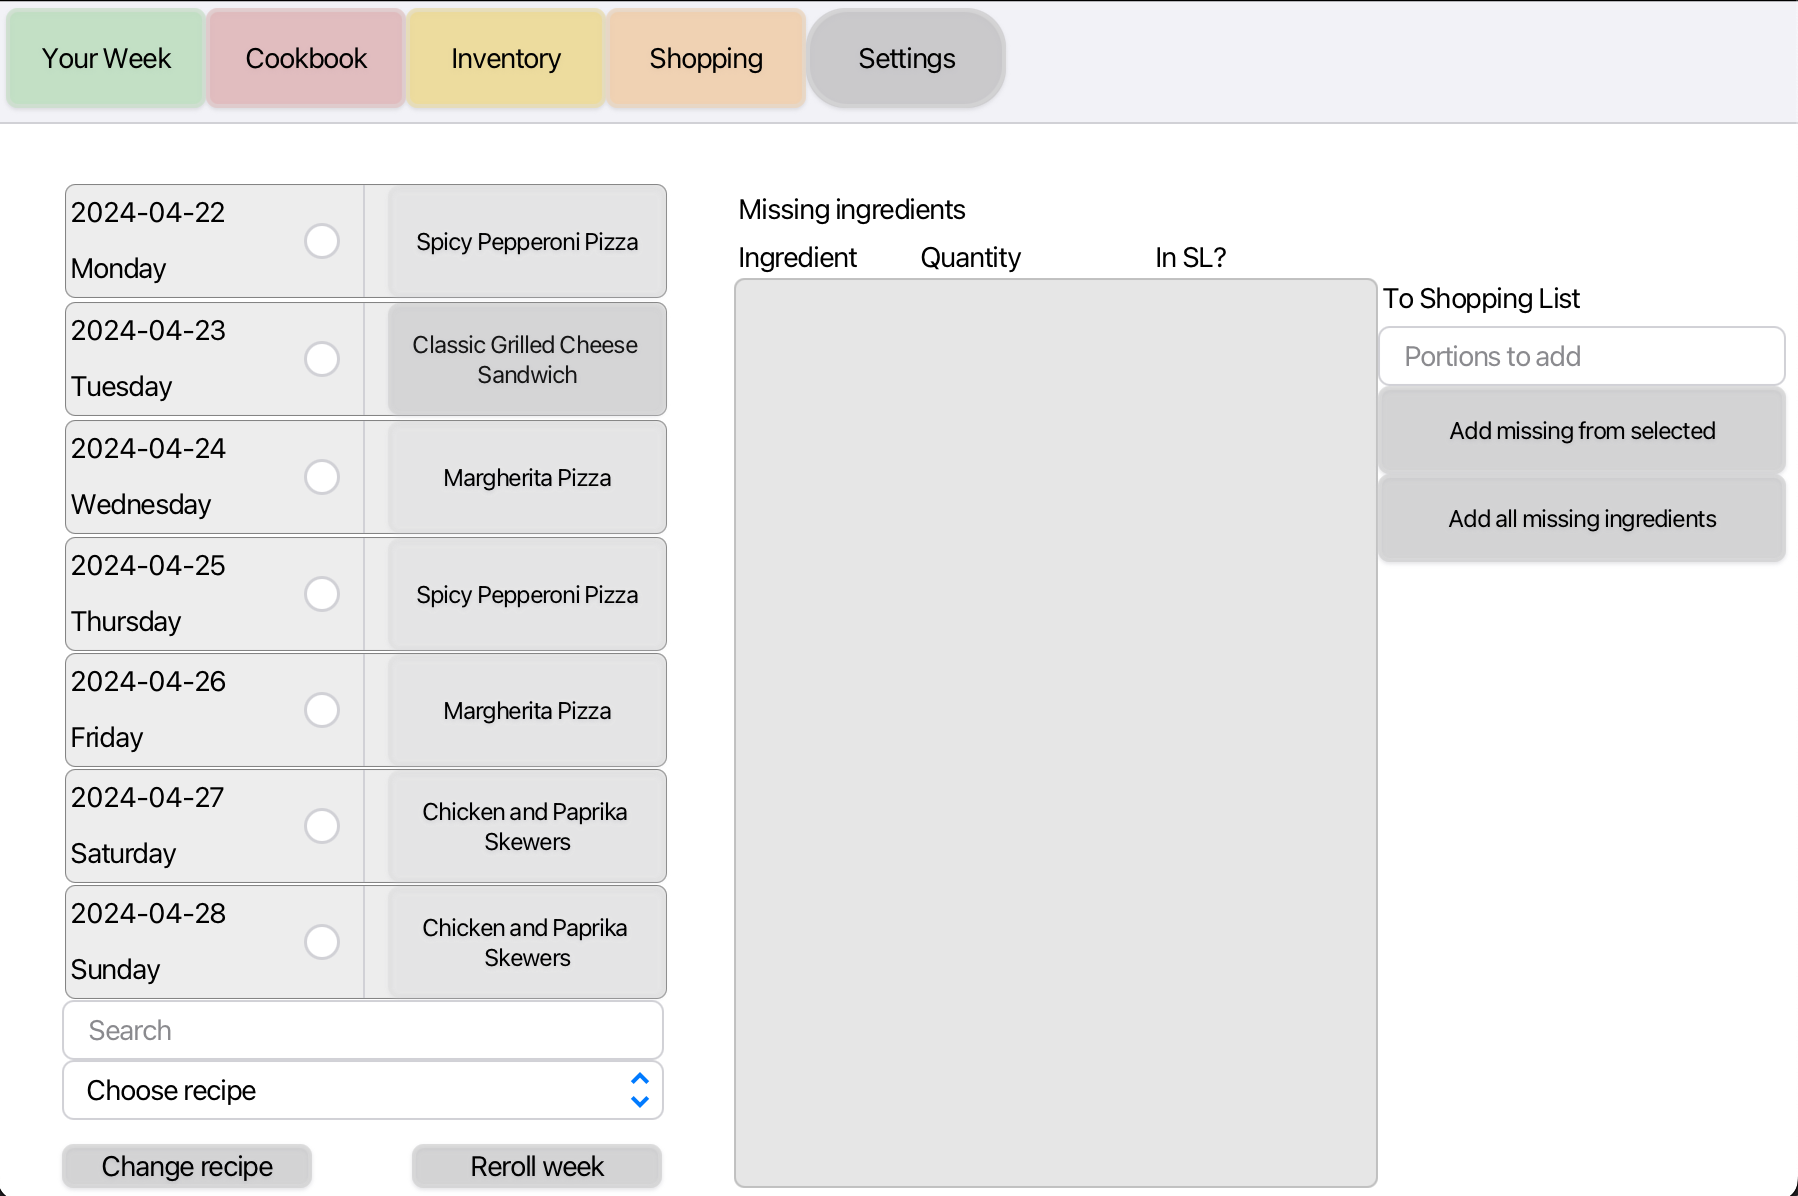 Your Week
Cookbook
Inventory
Shopping
Settings
2024-04-22
Monday
Spicy Pepperoni Pizza
2024-04-23
Tuesday
Classic Grilled Cheese
Sandwich
2024-04-24
Wednesday
Margherita Pizza
2024-04-25
Thursday
Spicy Pepperoni Pizza
2024-04-26
Friday
Margherita Pizza
2024-04-27
Saturday
Chicken and Paprika
Skewers
2024-04-28
Sunday
Chicken and Paprika
Skewers
Search
Choose recipe
Change recipe
Reroll week
Missing ingredients
Ingredient
Quantity
In SL?
To Shopping List
Portions to add
Add missing from selected
Add all missing ingredients